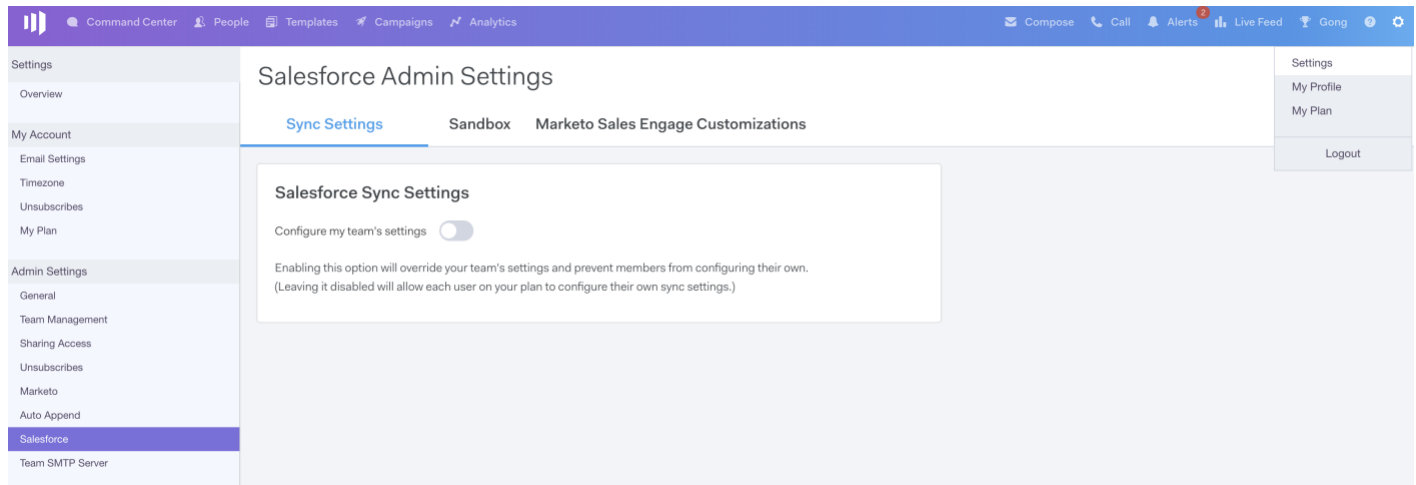 Command Center People Templates Campaigns Analytics Compose Call Alerts 2 Live Feed Gong ?
Settings
Overview
My Account
Email Settings
Timezone
Unsubscribes
My Plan
Admin Settings
General
Team Management
Sharing Access
Unsubscribes
Marketo
Auto Append
Salesforce
Team SMTP Server
Salesforce Admin Settings
Sync Settings Sandbox Marketo Sales Engage Customizations
Salesforce Sync Settings
Configure my team's settings
Enabling this option will override your team's settings and prevent members from configuring their own.
(Leaving it disabled will allow each user on your plan to configure their own sync settings.)
Settings
My Profile
My Plan
Logout